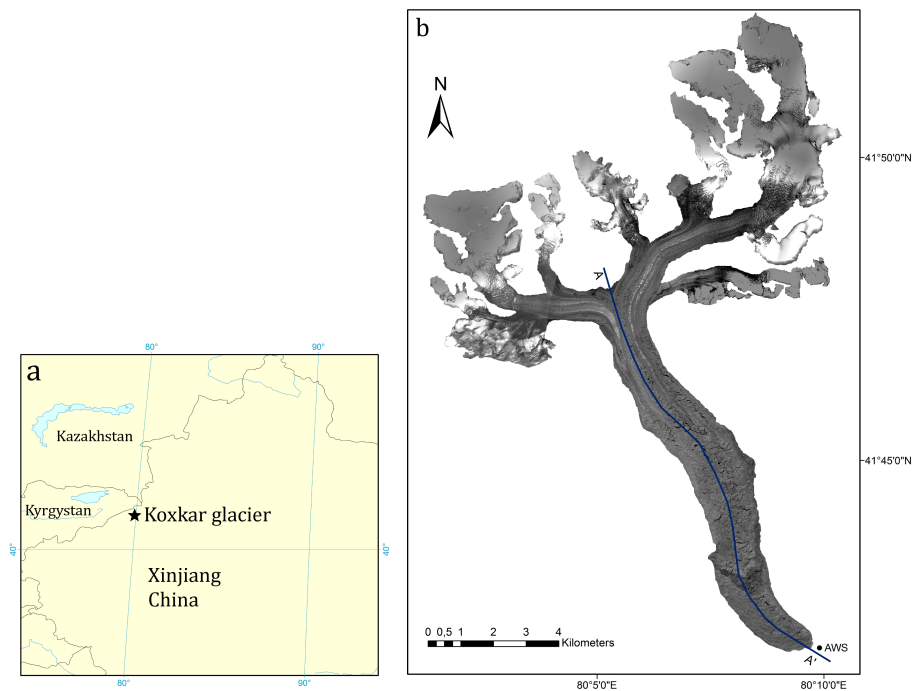 b
N
41°50'0"N
A
80°
90°
a
Kazakhstan
Kyrgystan
Koxkar glacier
40°
40°
Xinjiang
China
41°45'0"N
0 0,5 1 2 3 4
Kilometers
AWS
A'
80°
90°
80°5'0"E
80°10'0"E